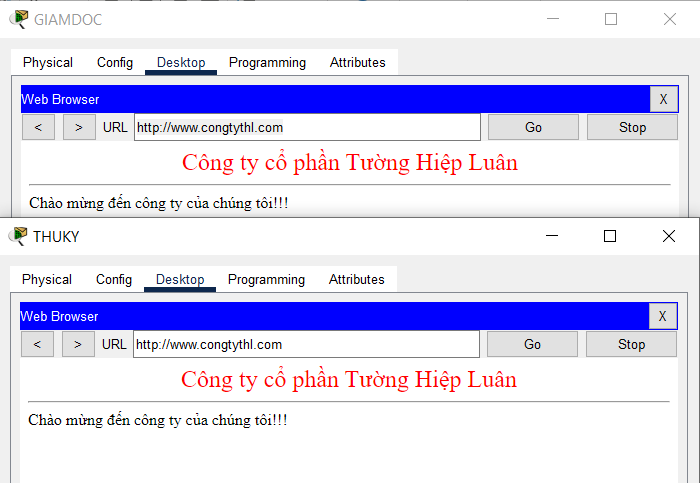 GIAMDOC
Physical Config Desktop Programming Attributes
Web Browser X
< > URL http://www.congtythl.com Go Stop
Công ty cổ phần Tường Hiệp Luân
Chào mừng đến công ty của chúng tôi!!!
THUKY
Physical Config Desktop Programming Attributes
Web Browser X
< > URL http://www.congtythl.com Go Stop
Công ty cổ phần Tường Hiệp Luân
Chào mừng đến công ty của chúng tôi!!!